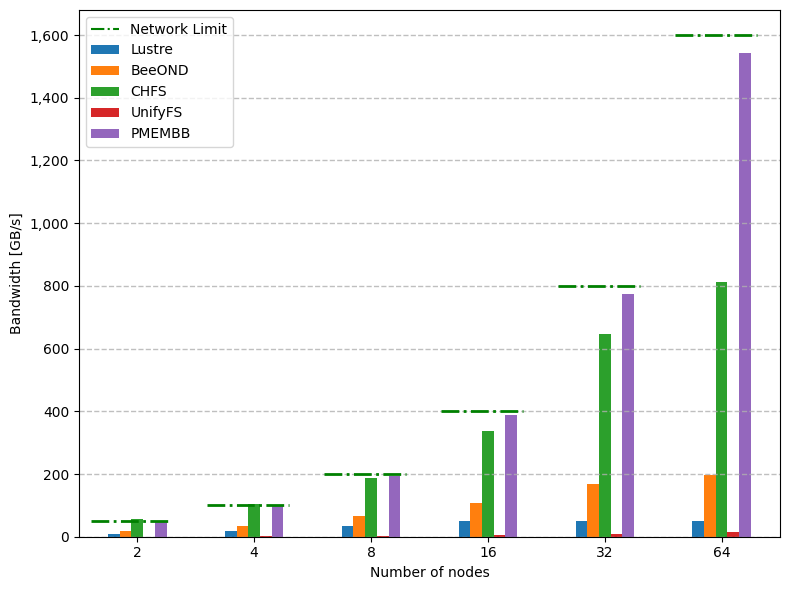 Network Limit
Lustre
BeeOND
CHFS
UnifyFS
PMEMBB
Bandwidth [GB/s]
1,600
1,400
1,200
1,000
800
600
400
200
0
2 4 8 16 32 64
Number of nodes